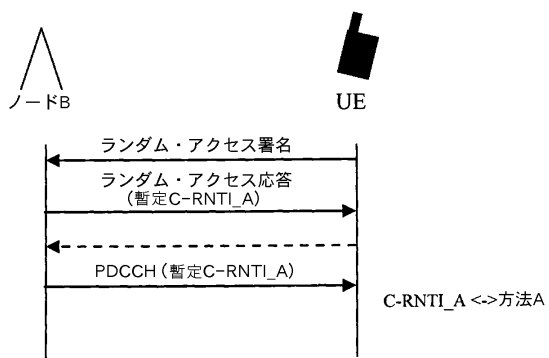 ノードB
UE
ランダム・アクセス署名
ランダム・アクセス応答
(暫定C-RNTI_A)
PDCCH (暫定C-RNTI_A)
C-RNTI_A <->方法A